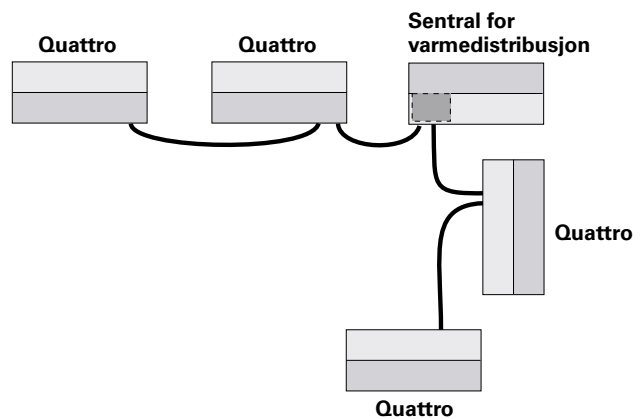 Quattro
Quattro
Sentral for
varmedistribusjon
Quattro
Quattro